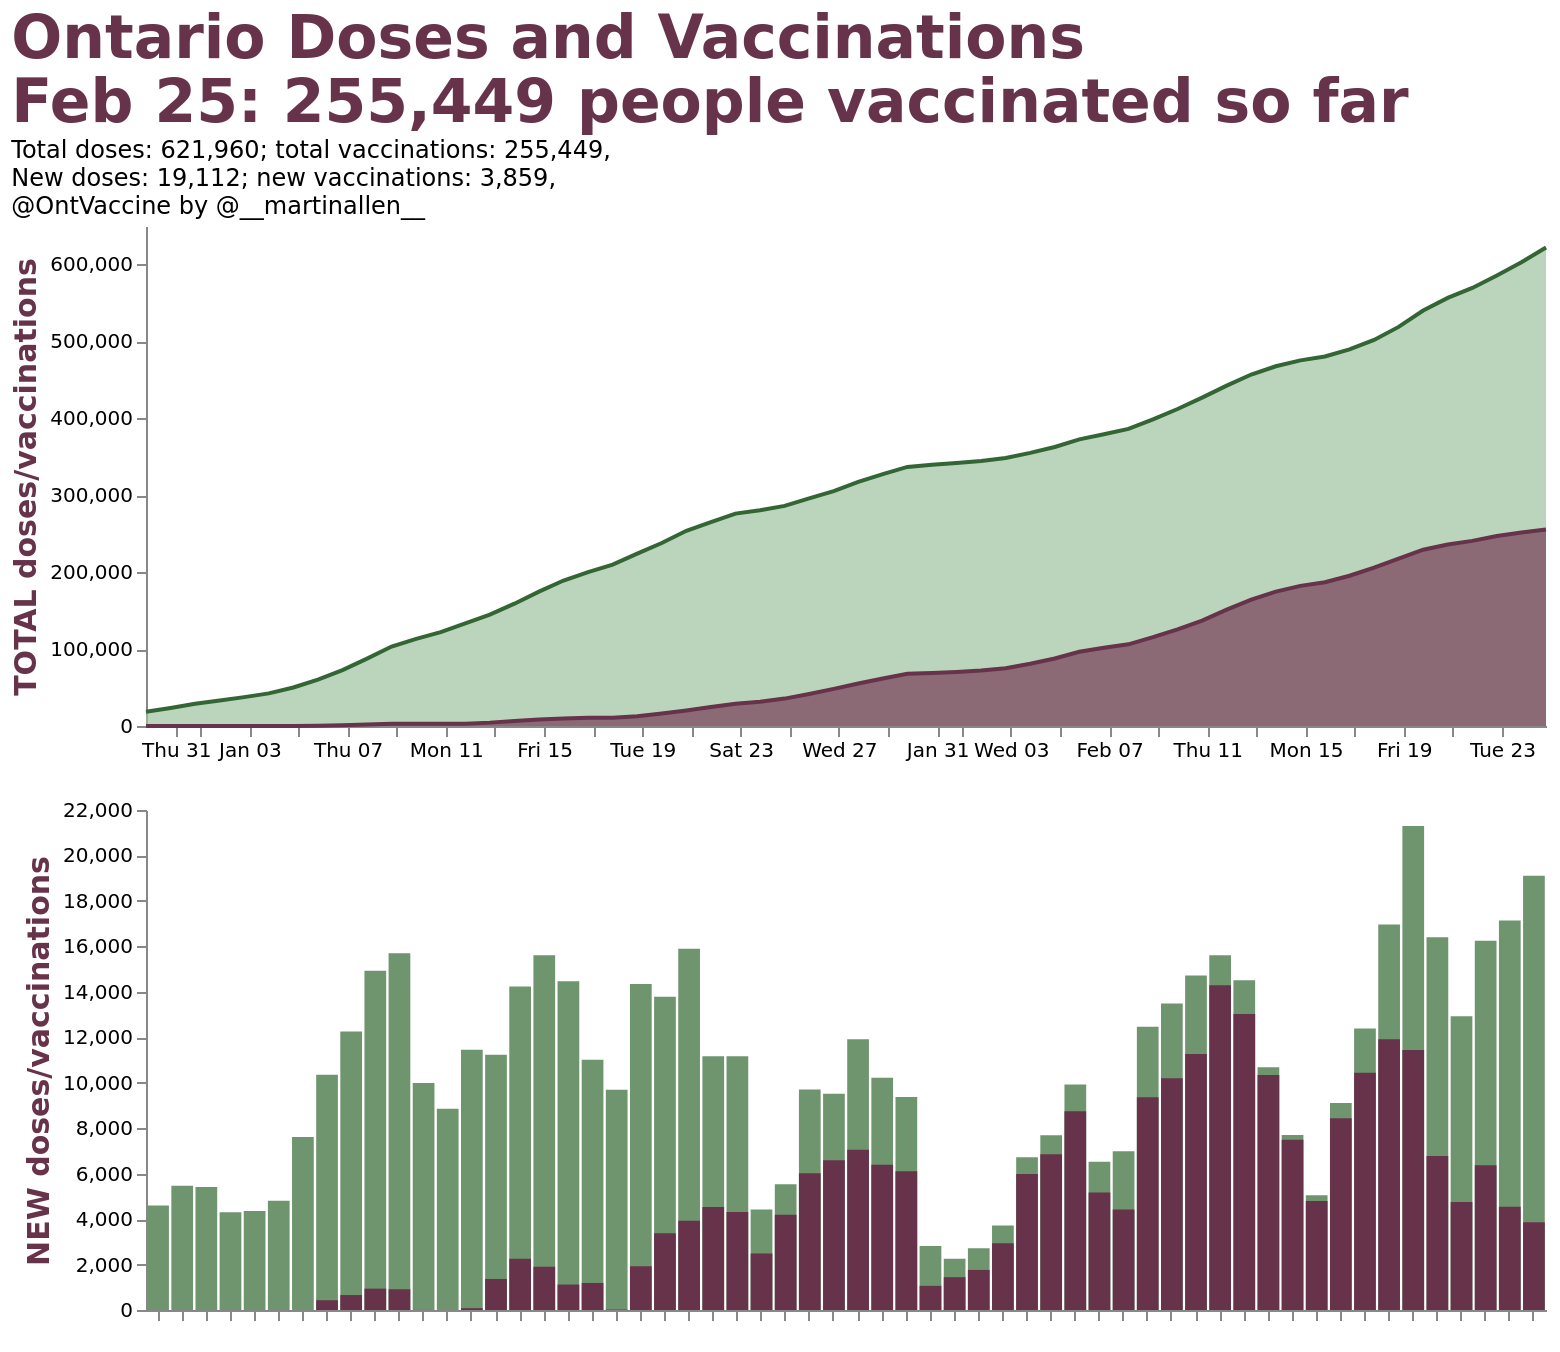 Ontario Doses and Vaccinations
Feb 25: 255,449 people vaccinated so far
Total doses: 621,960; total vaccinations: 255,449,
New doses: 19,112; new vaccinations: 3,859,
@OntVaccine by @__martinallen__
TOTAL doses/vaccinations
600,000
500,000
400,000
300,000
200,000
100,000
0
Thu 31 Jan 03 Thu 07 Mon 11 Fri 15 Tue 19 Sat 23 Wed 27 Jan 31 Wed 03 Feb 07 Thu 11 Mon 15 Fri 19 Tue 23
NEW doses/vaccinations
22,000
20,000
18,000
16,000
14,000
12,000
10,000
8,000
6,000
4,000
2,000
0